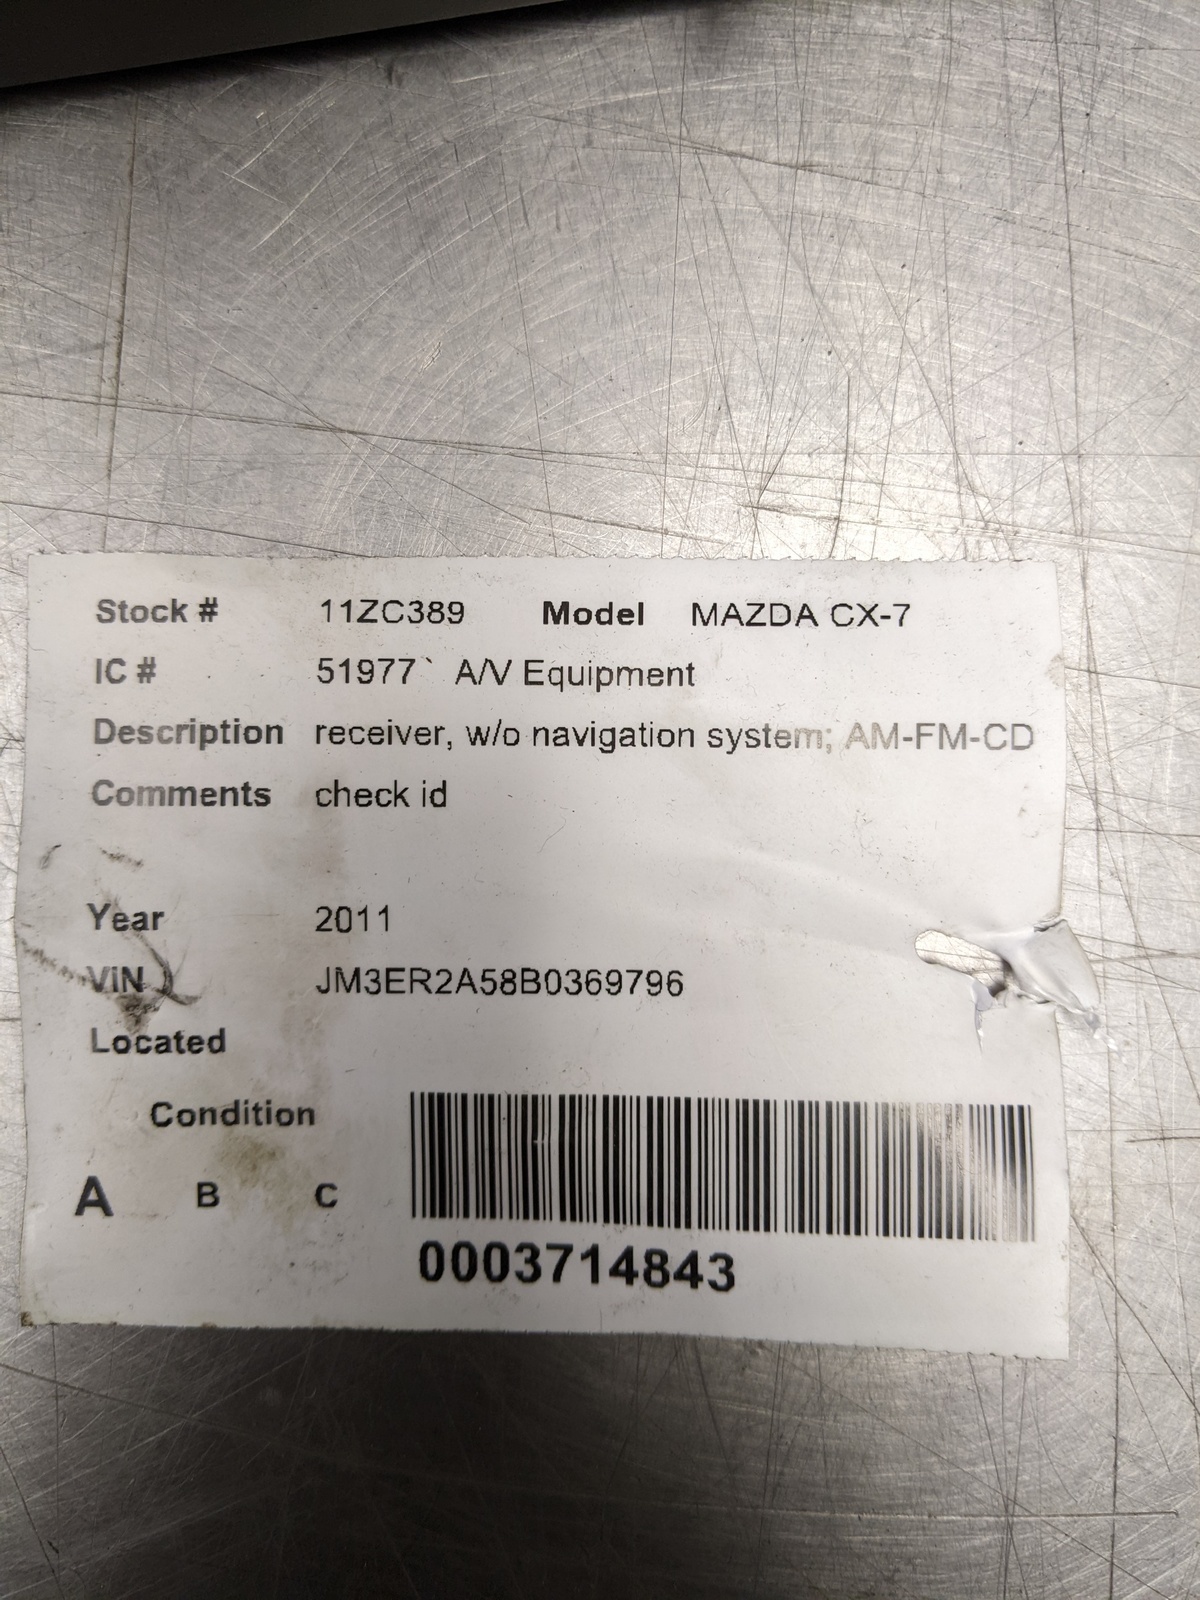 Stock # 11ZC389 Model MAZDA CX-7
IC # 51977` A/V Equipment
Description receiver, w/o navigation system; AM-FM-CD
Comments check id
Year 2011
VIN JM3ER2A58B0369796
Located
Condition
A B C
0003714843